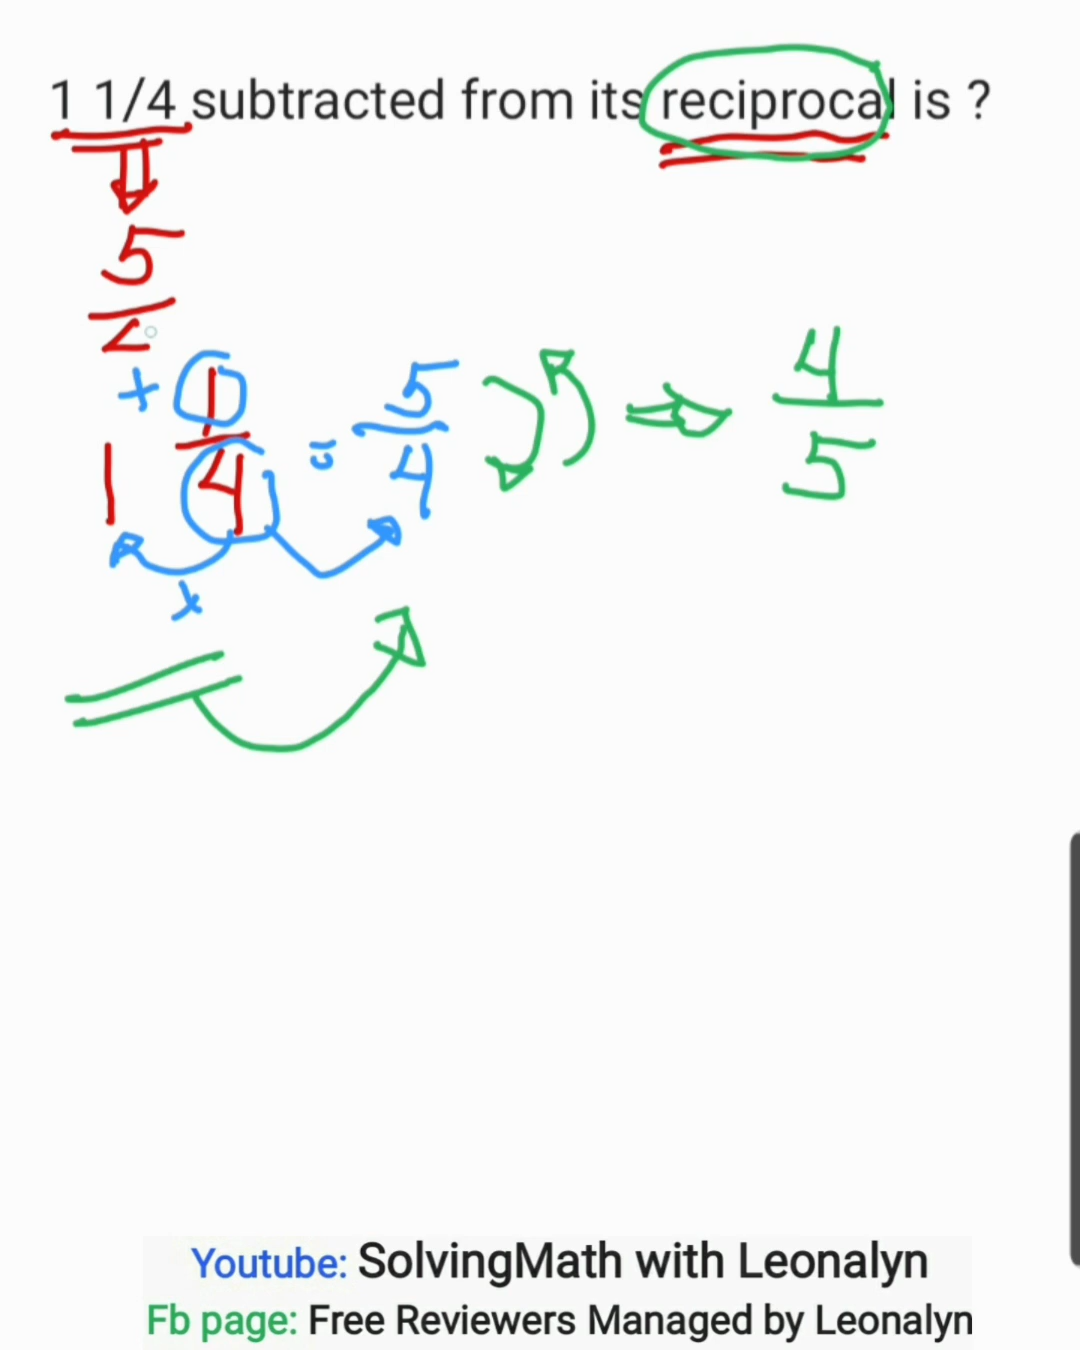 1 1/4 subtracted from its reciprocal is ?
5
+ 1 = 5 4
1 4 4 5
x
Youtube: SolvingMath with Leonalyn
Fb page: Free Reviewers Managed by Leonalyn